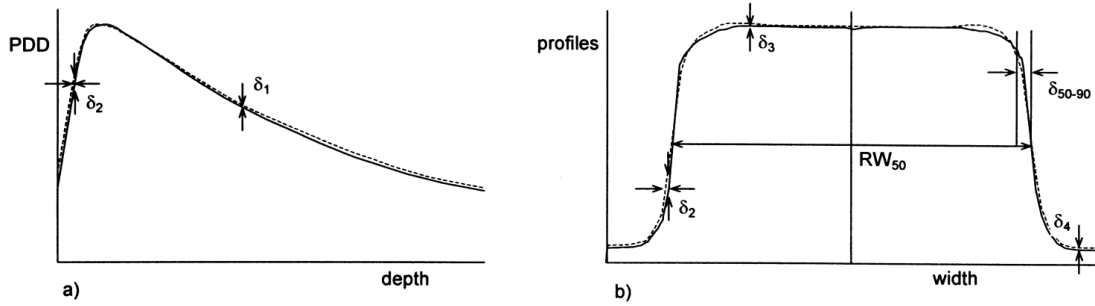 PDD
δ₂
δ₁
depth
a)
profiles
δ₃
δ₅₀₋₉₀
RW₅₀
δ₂
δ₄
width
b)